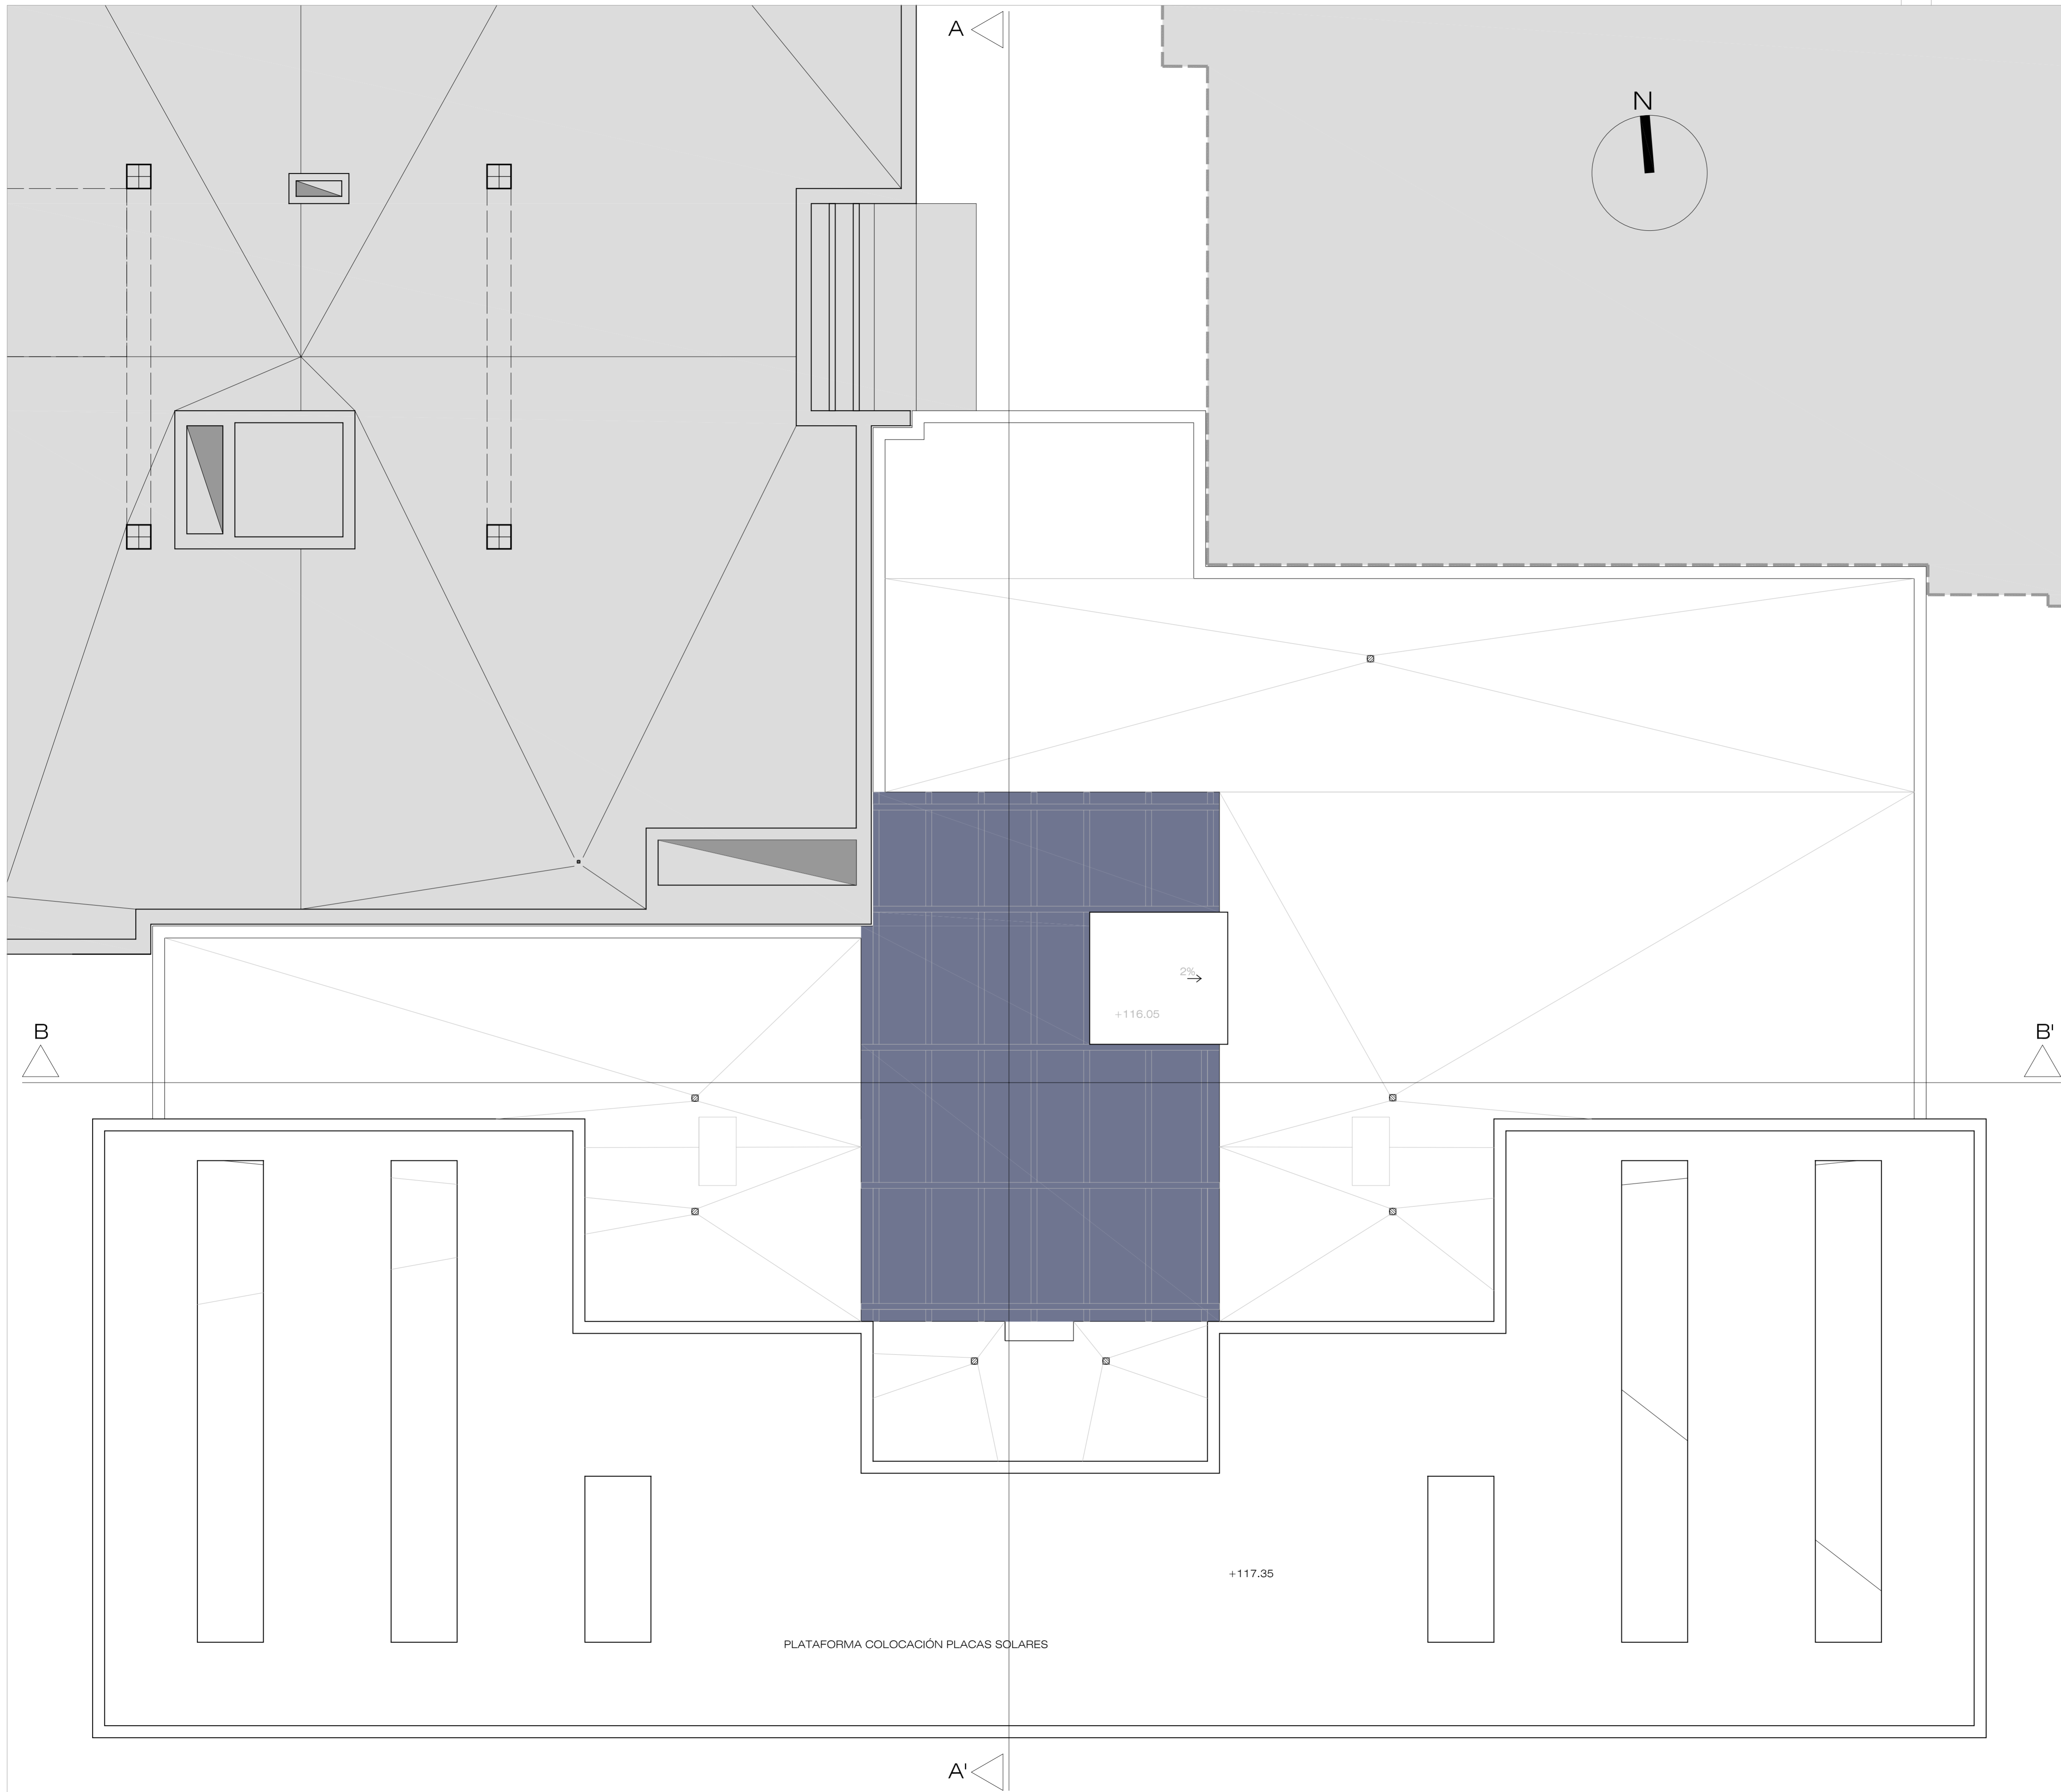 A
N
2%
+116.05
B
B'
+117.35
PLATAFORMA COLOCACIÓN PLACAS SOLARES
A'